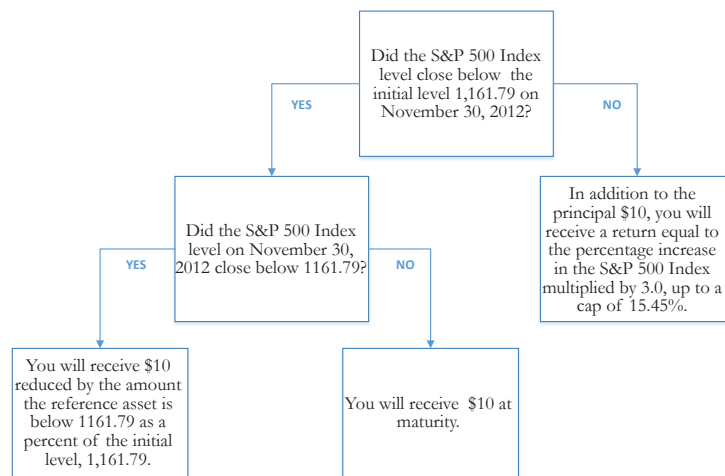 Did the S&P 500 Index
level close below the
initial level 1,161.79 on
November 30, 2012?
YES
NO
Did the S&P 500 Index
level on November 30,
2012 close below 1161.79?
In addition to the
principal $10, you will
receive a return equal to
the percentage increase
in the S&P 500 Index
multiplied by 3.0, up to a
cap of 15.45%.
YES
NO
You will receive $10
reduced by the amount
the reference asset is
below 1161.79 as a
percent of the initial
level, 1,161.79.
You will receive $10 at
maturity.